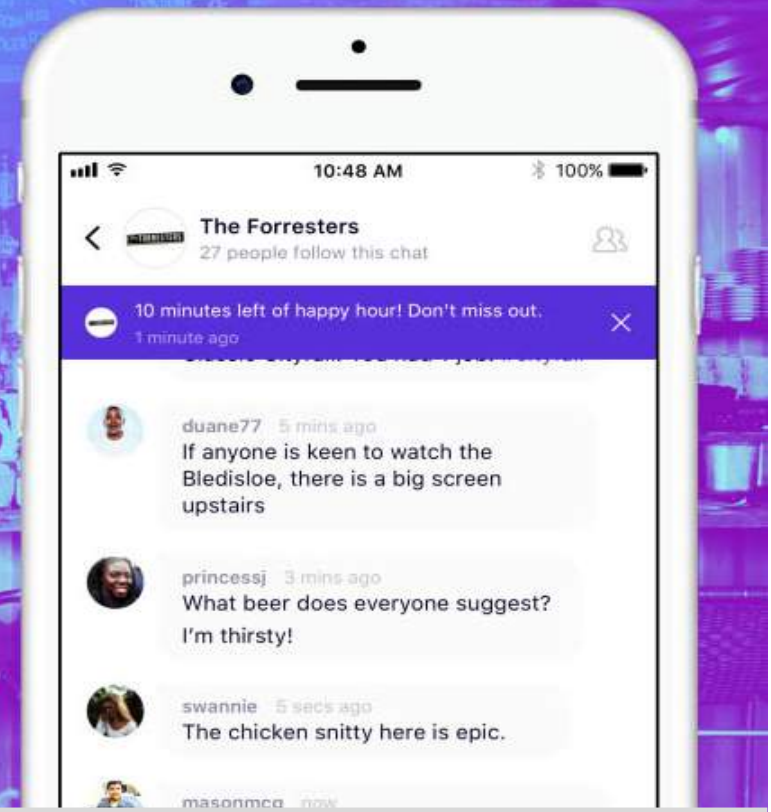 10:48 AM
100%
The Forresters
27 people follow this chat
10 minutes left of happy hour! Don't miss out.
1 minute ago
duane77 5 mins ago
If anyone is keen to watch the
Bledisloe, there is a big screen
upstairs
princessj 3 mins ago
What beer does everyone suggest?
I'm thirsty!
swannie 5 secs ago
The chicken snitty here is epic.
masonmcg now